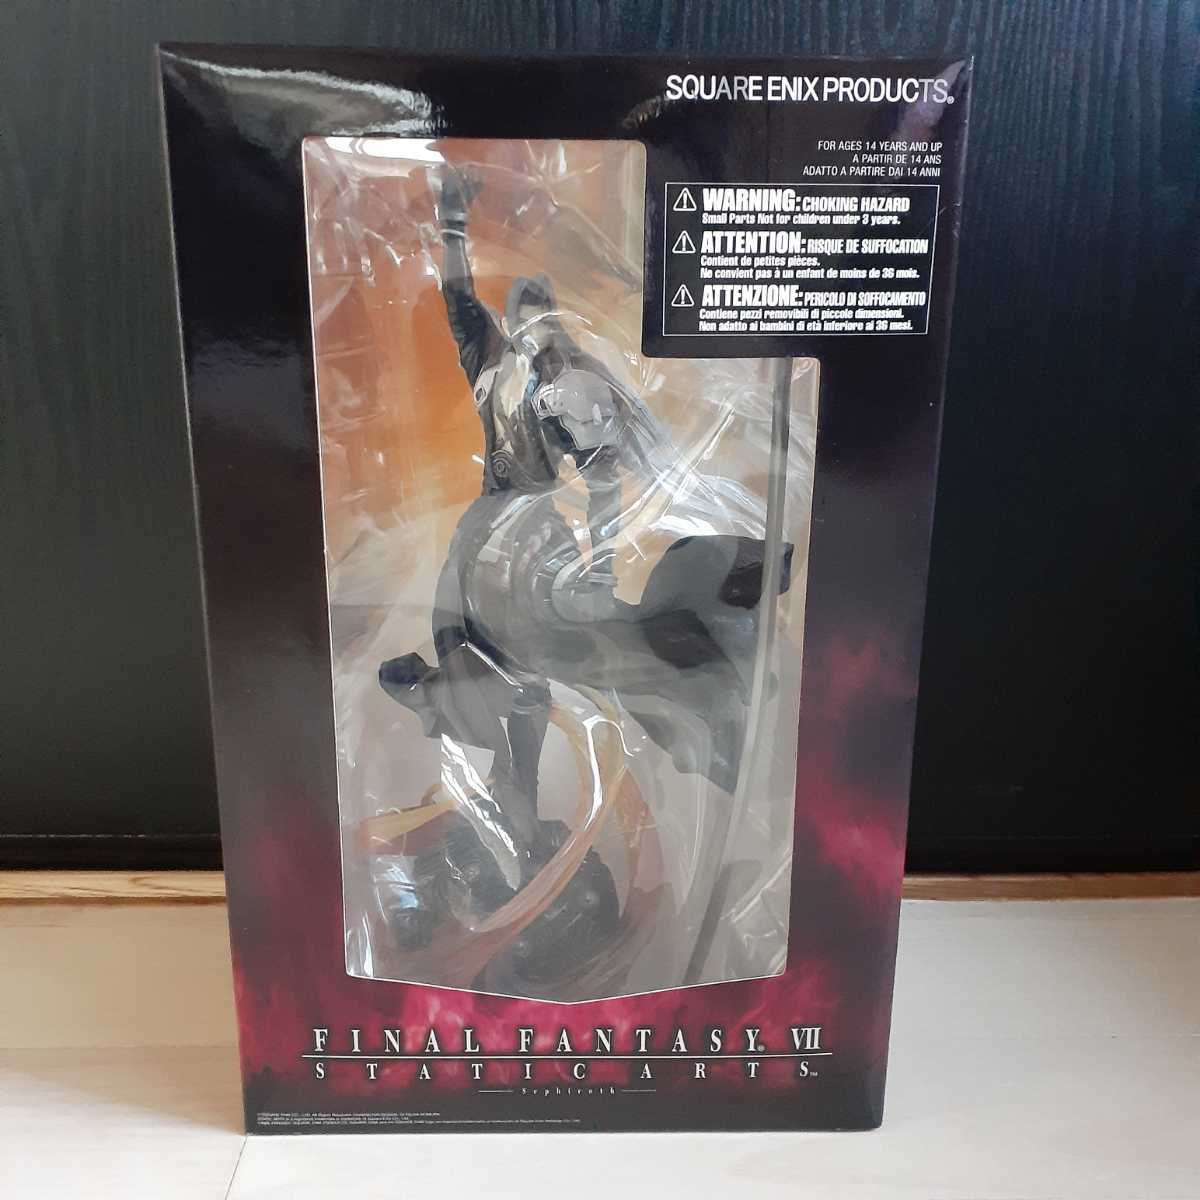 SQUARE ENIX PRODUCTS®
FOR AGES 14 YEARS AND UP
A PARTIR DE 14 ANS
ADATTO A PARTIRE DAI 14 ANNI
WARNING: CHOKING HAZARD
Small Parts Not for children under 3 years.
ATTENTION: RISQUE DE SUFFOCATION
Contient de petites pièces.
Ne convient pas à un enfant de moins de 36 mois.
ATTENZIONE: PERICOLO DI SOFFOCAMENTO
Contiene pezzi removibili di piccole dimensioni.
Non adatto ai bambini di età inferiore ai 36 mesi.
FINAL FANTASY® VII
STATIC ARTS™
Sephiroth